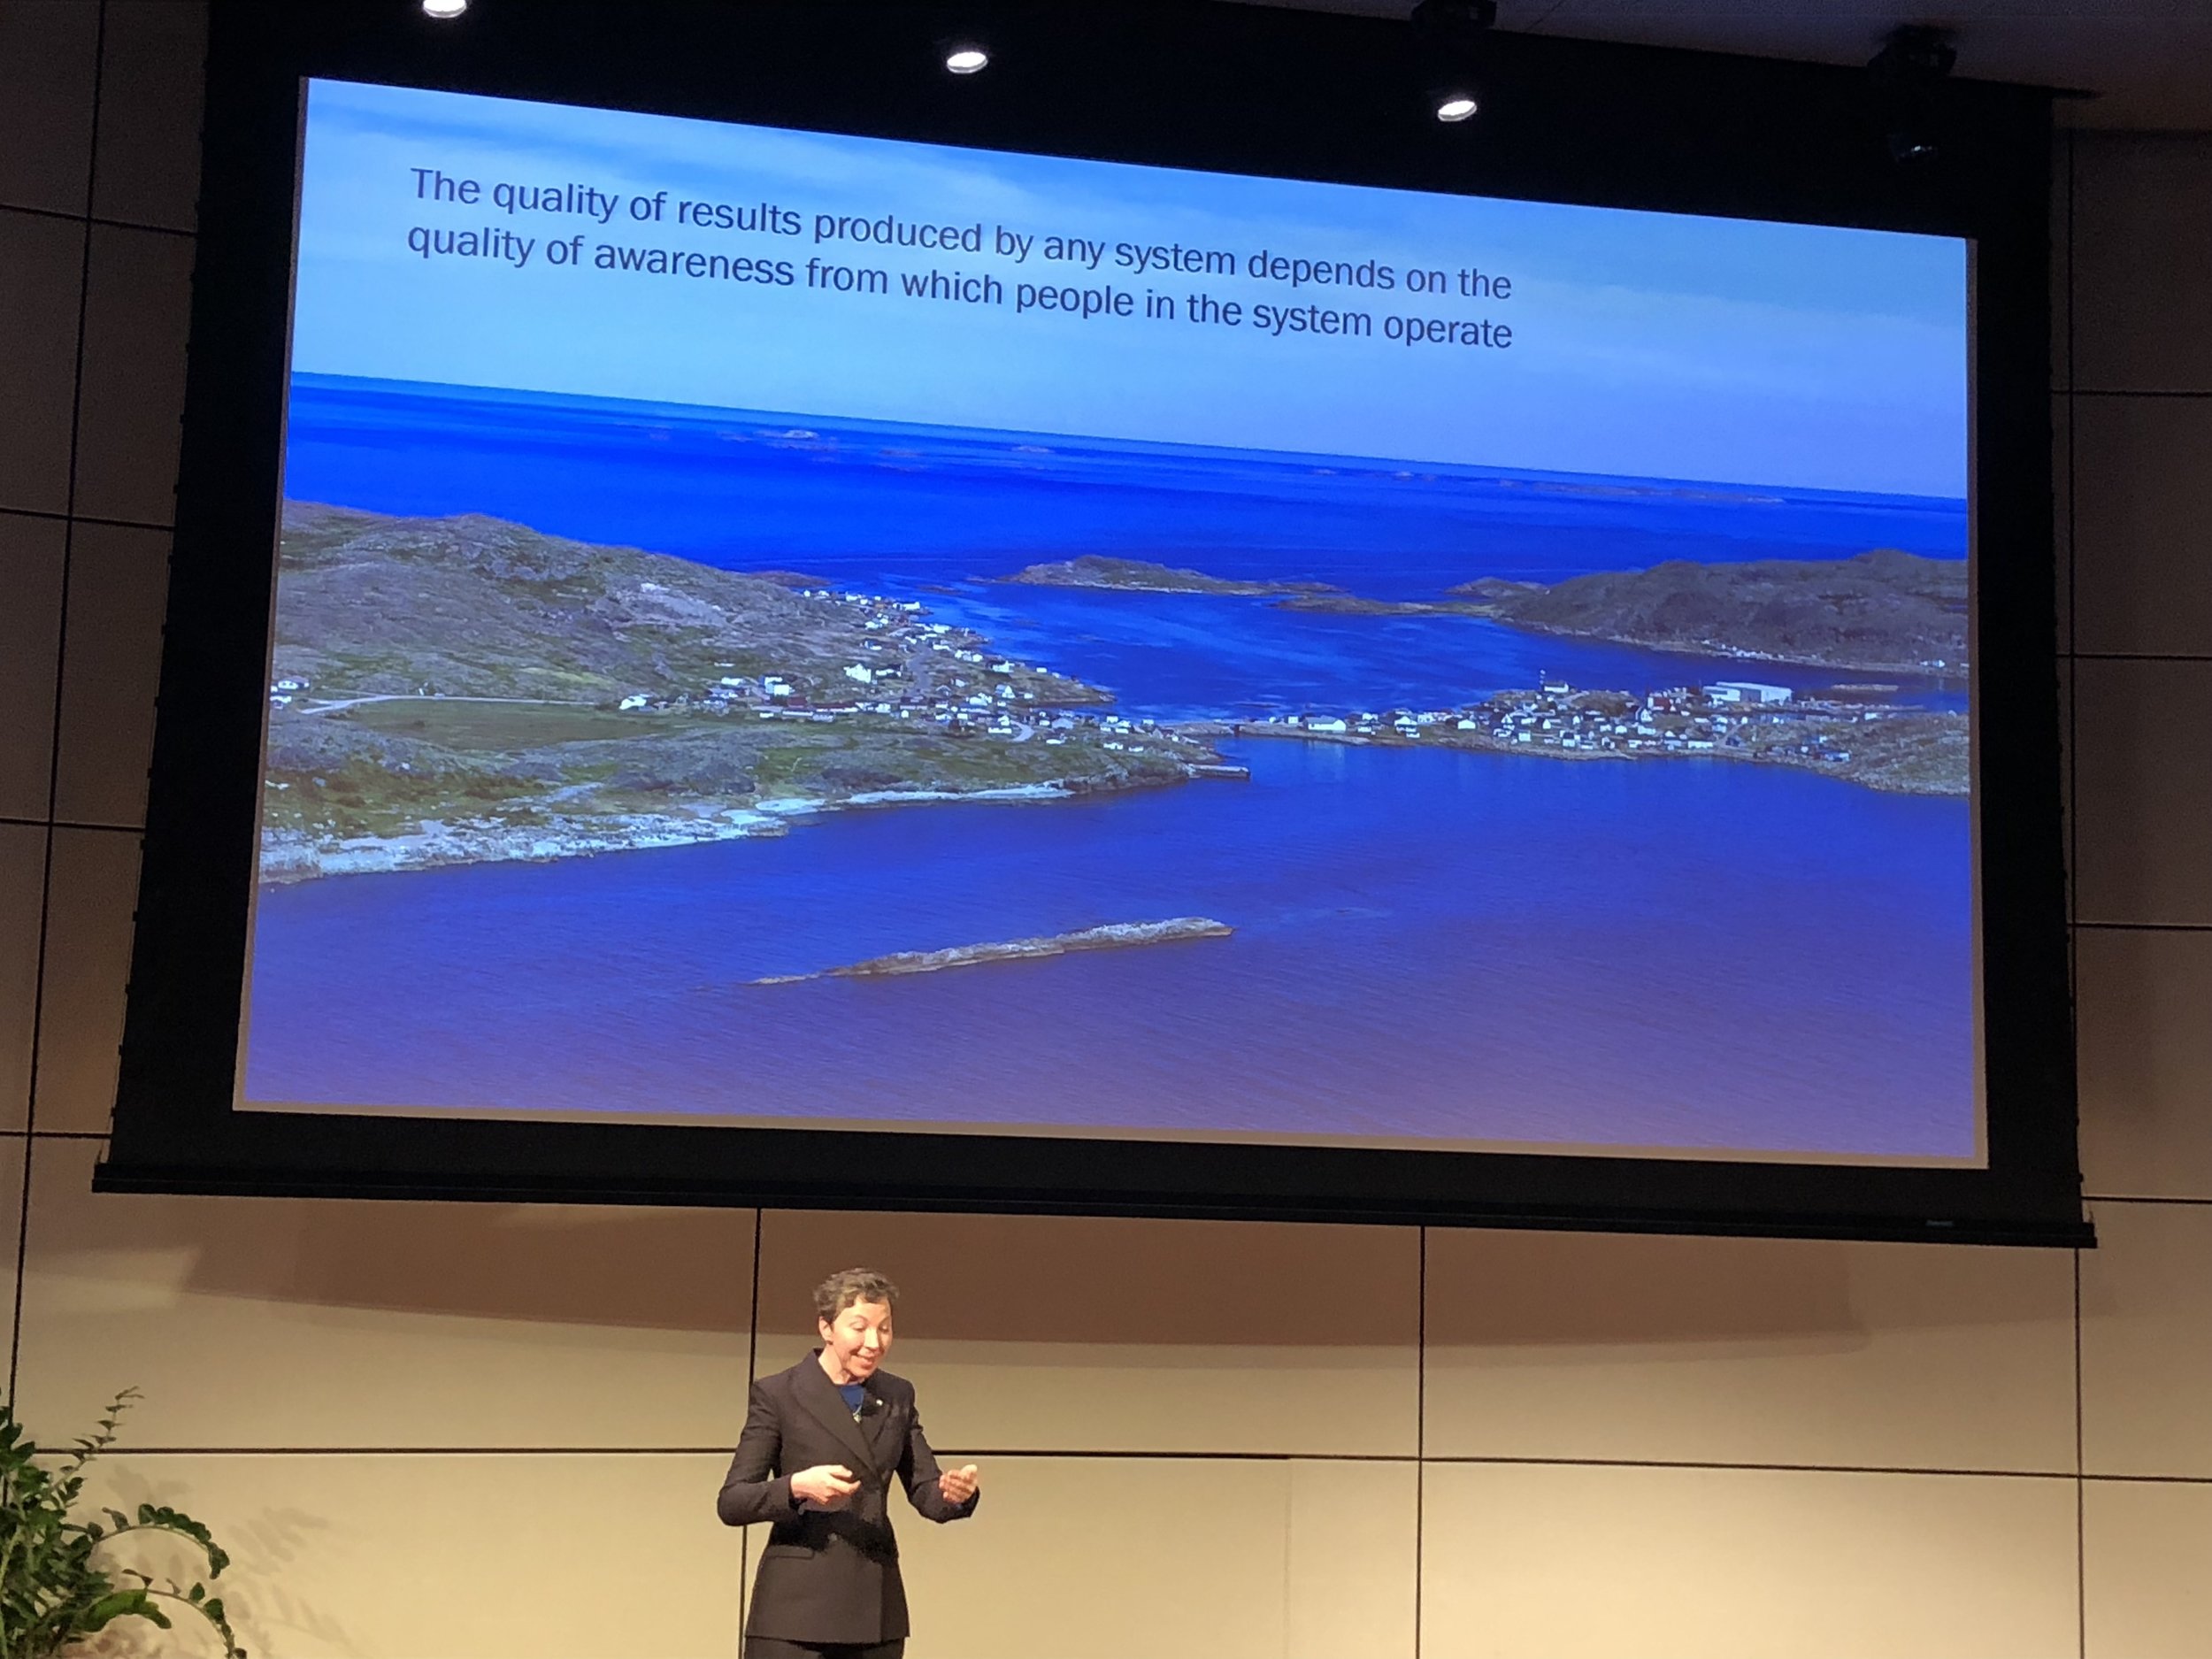 The quality of results produced by any system depends on the
quality of awareness from which people in the system operate